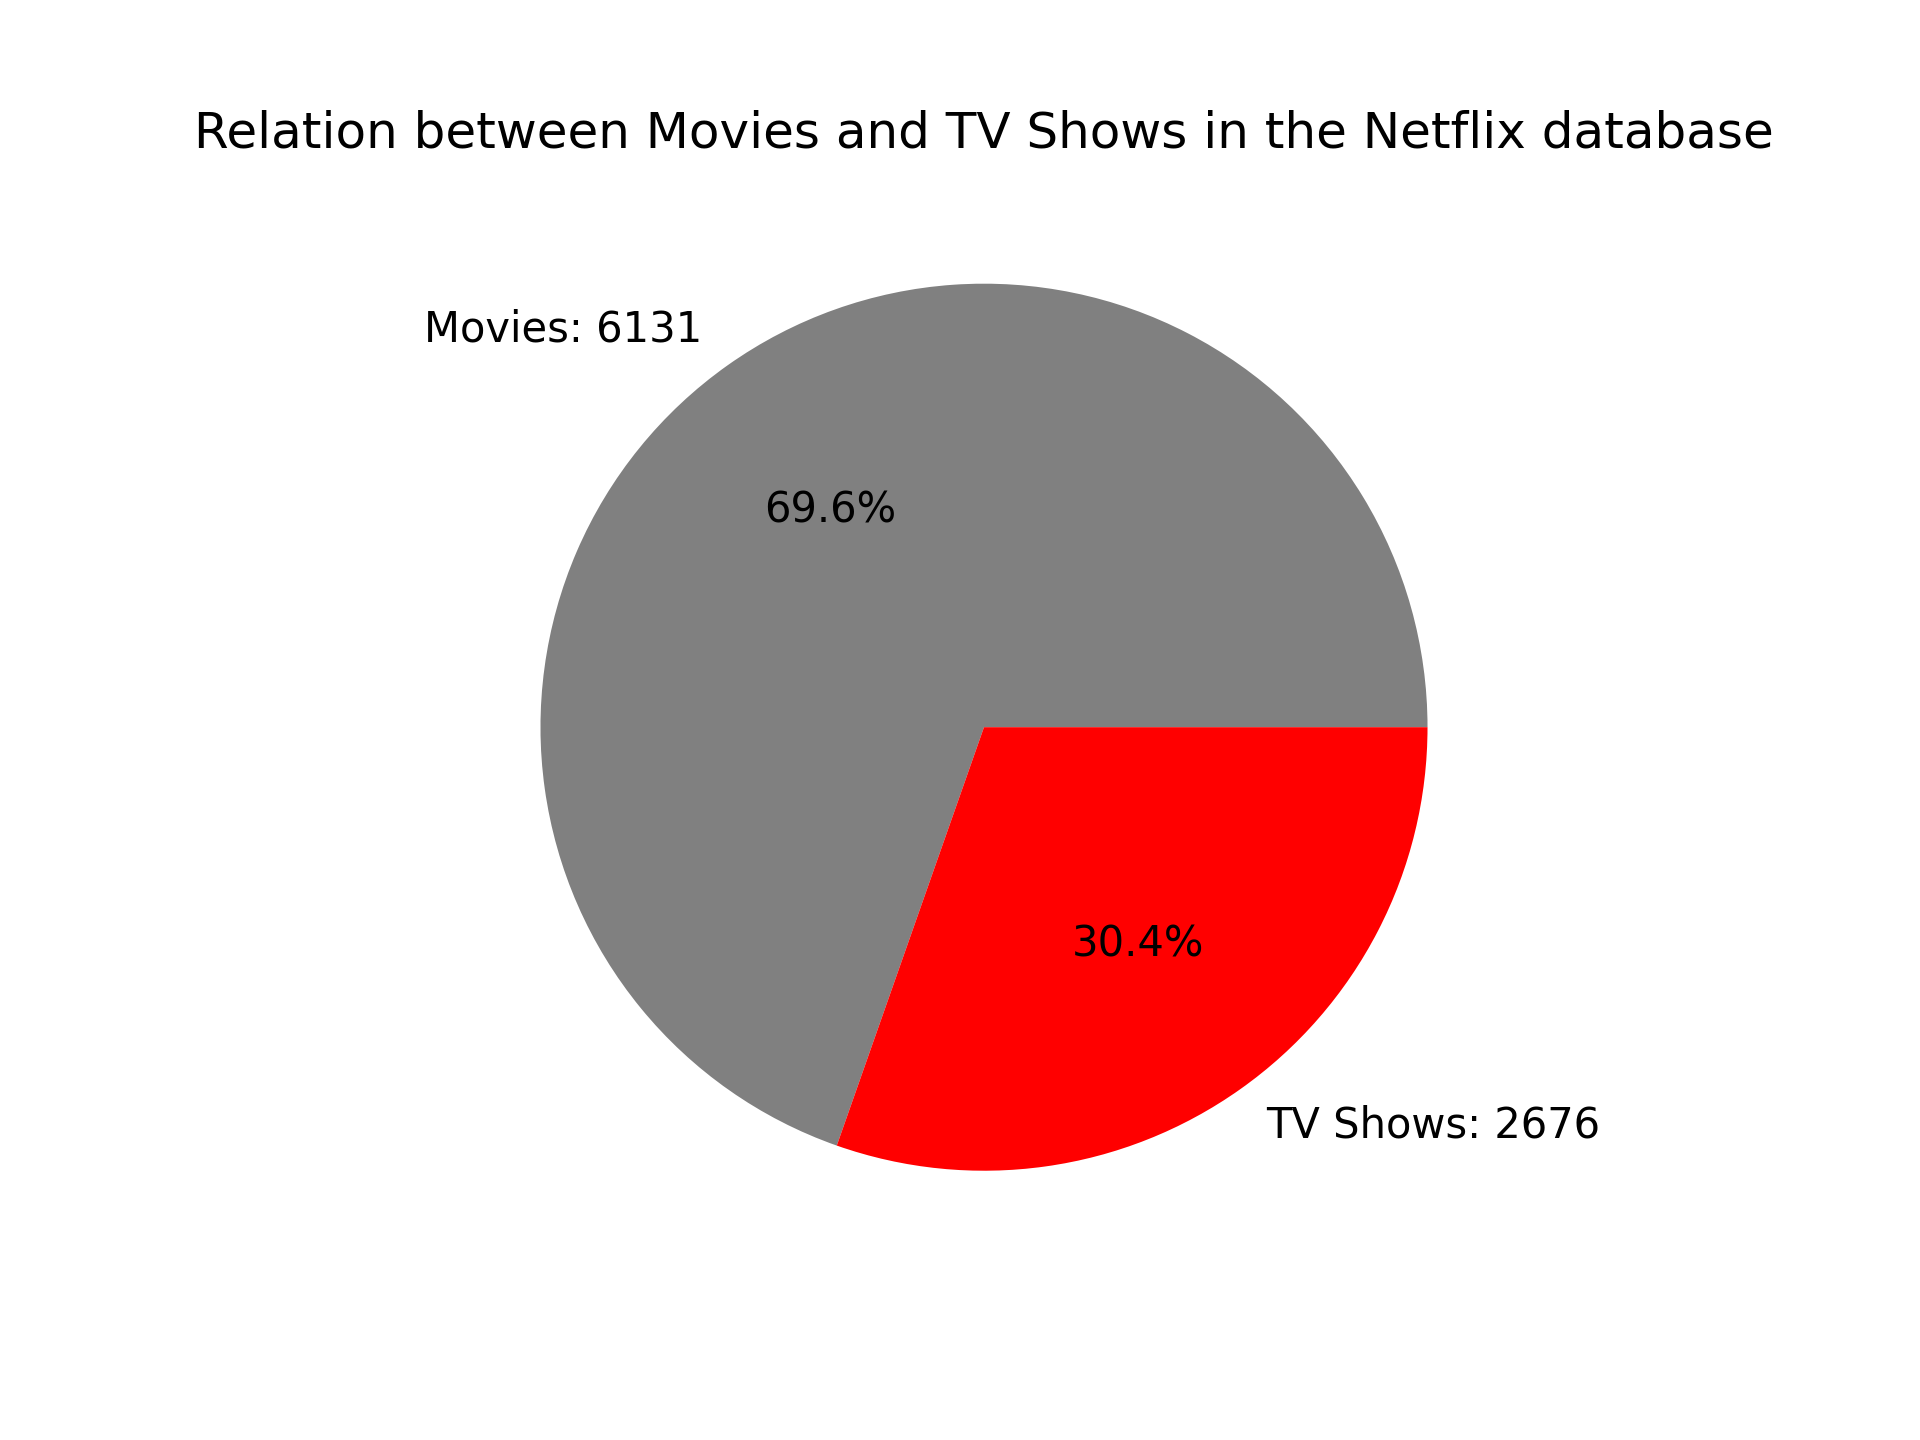 Relation between Movies and TV Shows in the Netflix database
Movies: 6131
69.6%
30.4%
TV Shows: 2676